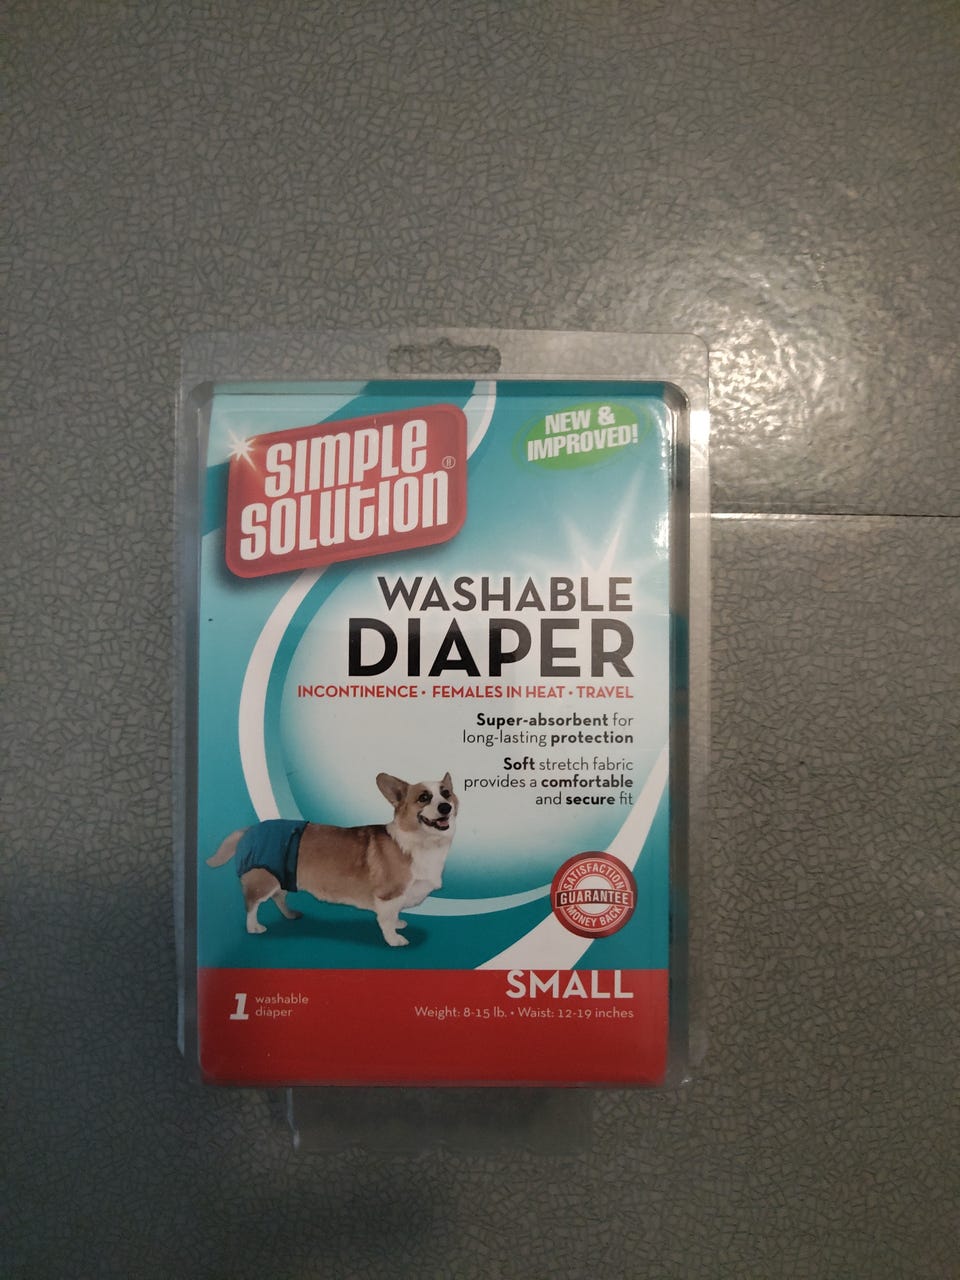 SIMPLE
SOLUTION®
NEW &
IMPROVED!
WASHABLE
DIAPER
INCONTINENCE • FEMALES IN HEAT • TRAVEL
Super-absorbent for
long-lasting protection
Soft stretch fabric
provides a comfortable
and secure fit
SATISFACTION
GUARANTEE
MONEY BACK
SMALL
1 washable
diaper
Weight: 8-15 lb. • Waist: 12-19 inches